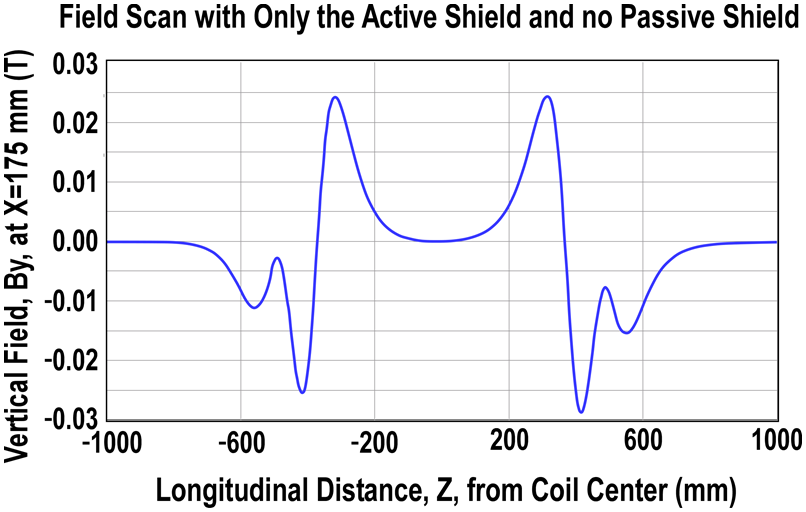 Field Scan with Only the Active Shield and no Passive Shield
Vertical Field, By, at X=175 mm (T)
0.03
0.02
0.01
0.00
-0.01
-0.02
-0.03
-1000 -600 -200 200 600 1000
Longitudinal Distance, Z, from Coil Center (mm)